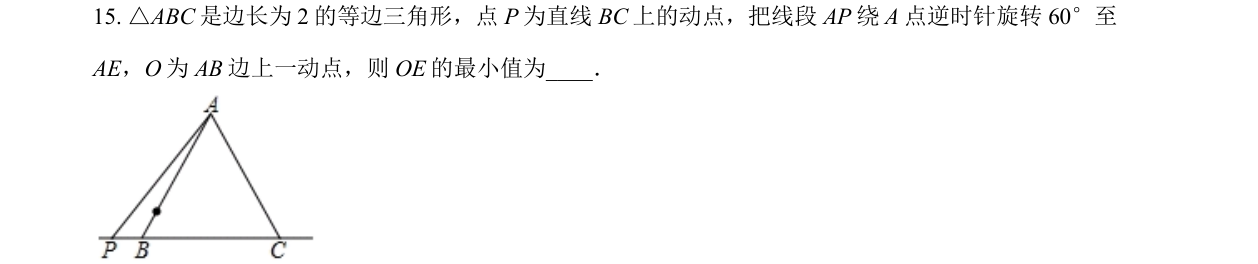 15. △ABC 是边长为 2 的等边三角形，点 P 为直线 BC 上的动点，把线段 AP 绕 A 点逆时针旋转 60° 至
AE，O 为 AB 边上一动点，则 OE 的最小值为____．
A
P B C